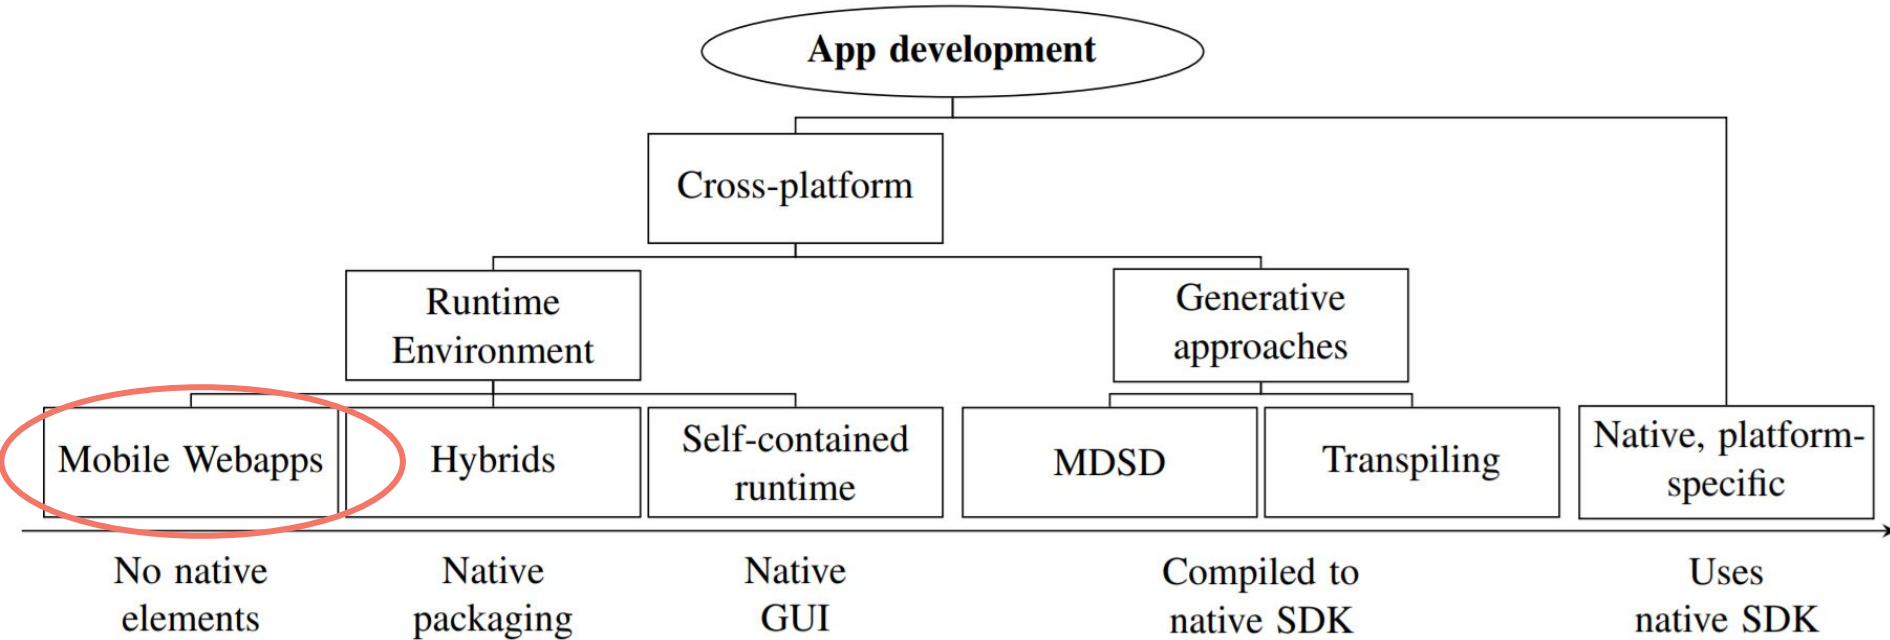 App development
Cross-platform
Runtime
Environment
Generative
approaches
Mobile Webapps
Hybrids
Self-contained
runtime
MDSD
Transpiling
Native, platform-
specific
No native
elements
Native
packaging
Native
GUI
Compiled to
native SDK
Uses
native SDK